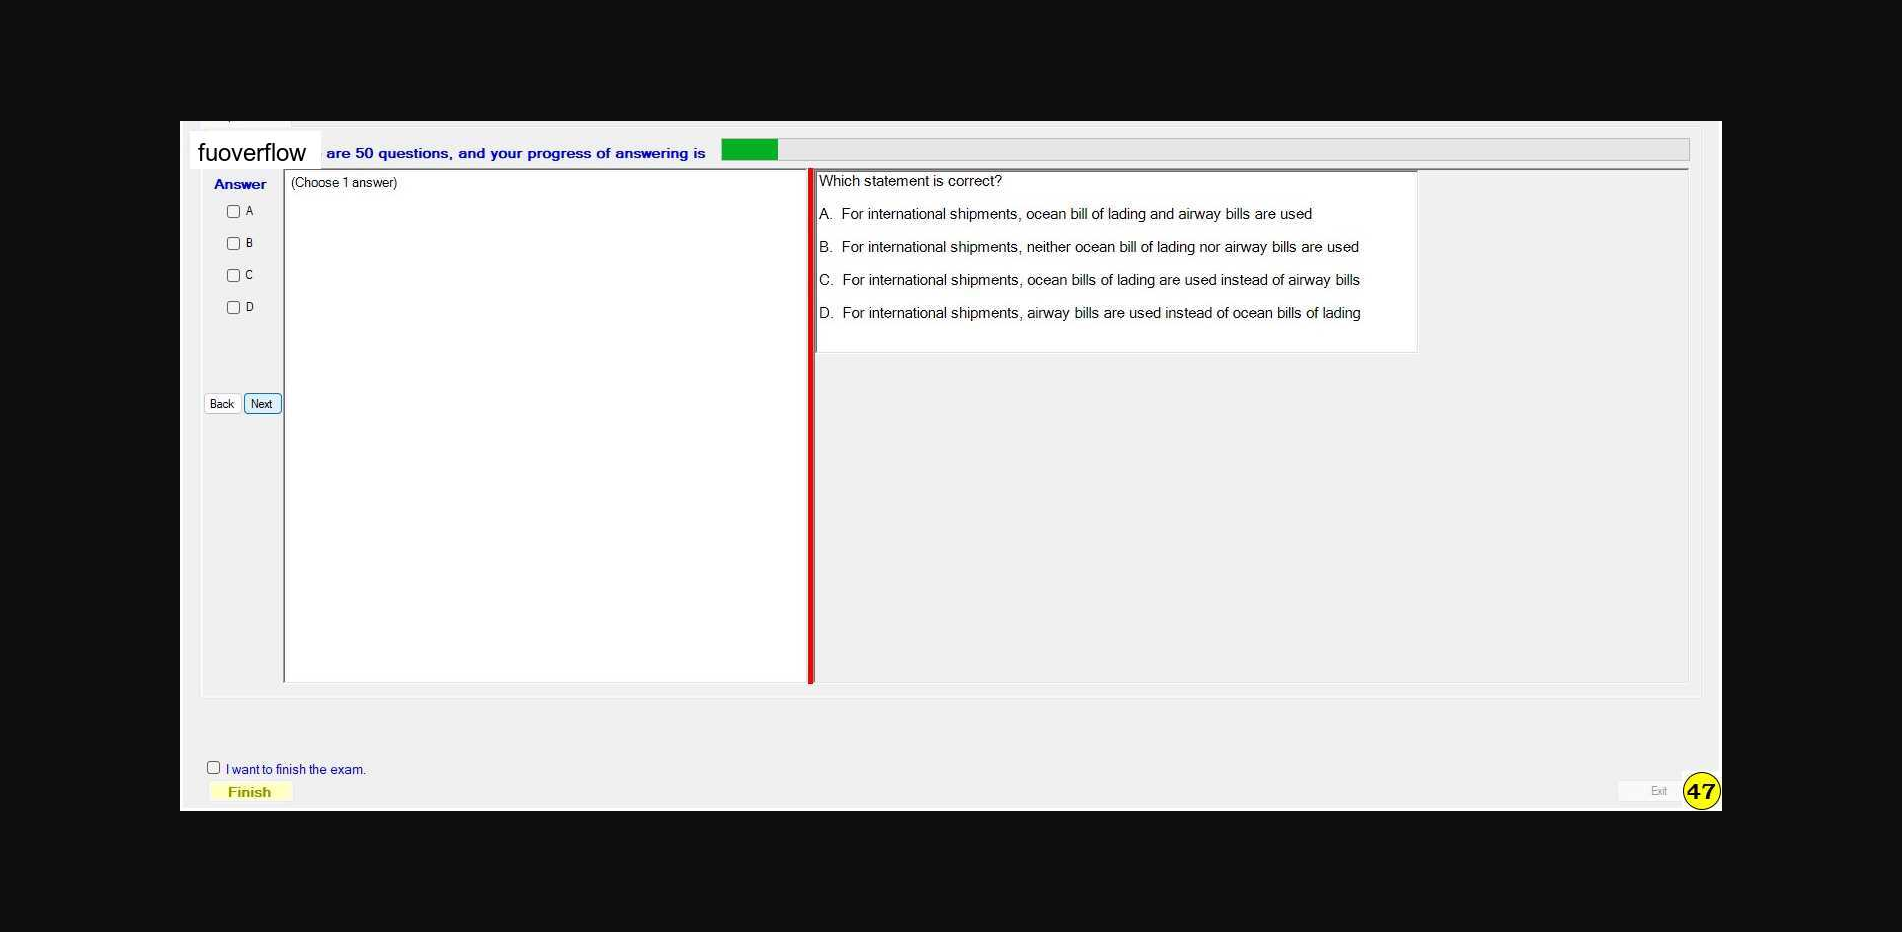 fuoverflow are 50 questions, and your progress of answering is
Answer
(Choose 1 answer)
A
B
C
D
Back Next
Which statement is correct?
A. For international shipments, ocean bill of lading and airway bills are used
B. For international shipments, neither ocean bill of lading nor airway bills are used
C. For international shipments, ocean bills of lading are used instead of airway bills
D. For international shipments, airway bills are used instead of ocean bills of lading
I want to finish the exam.
Finish
Exit
47